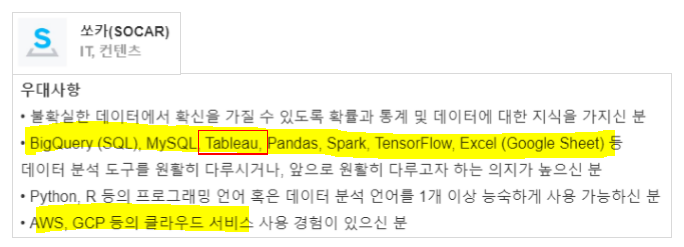 S
쏘카(SOCAR)
IT, 컨텐츠
우대사항
• 불확실한 데이터에서 확신을 가질 수 있도록 확률과 통계 및 데이터에 대한 지식을 가지신 분
• BigQuery (SQL), MySQL, Tableau, Pandas, Spark, TensorFlow, Excel (Google Sheet) 등
데이터 분석 도구를 원활히 다루시거나, 앞으로 원활히 다루고자 하는 의지가 높으신 분
• Python, R 등의 프로그래밍 언어 혹은 데이터 분석 언어를 1개 이상 능숙하게 사용 가능하신 분
• AWS, GCP 등의 클라우드 서비스 사용 경험이 있으신 분